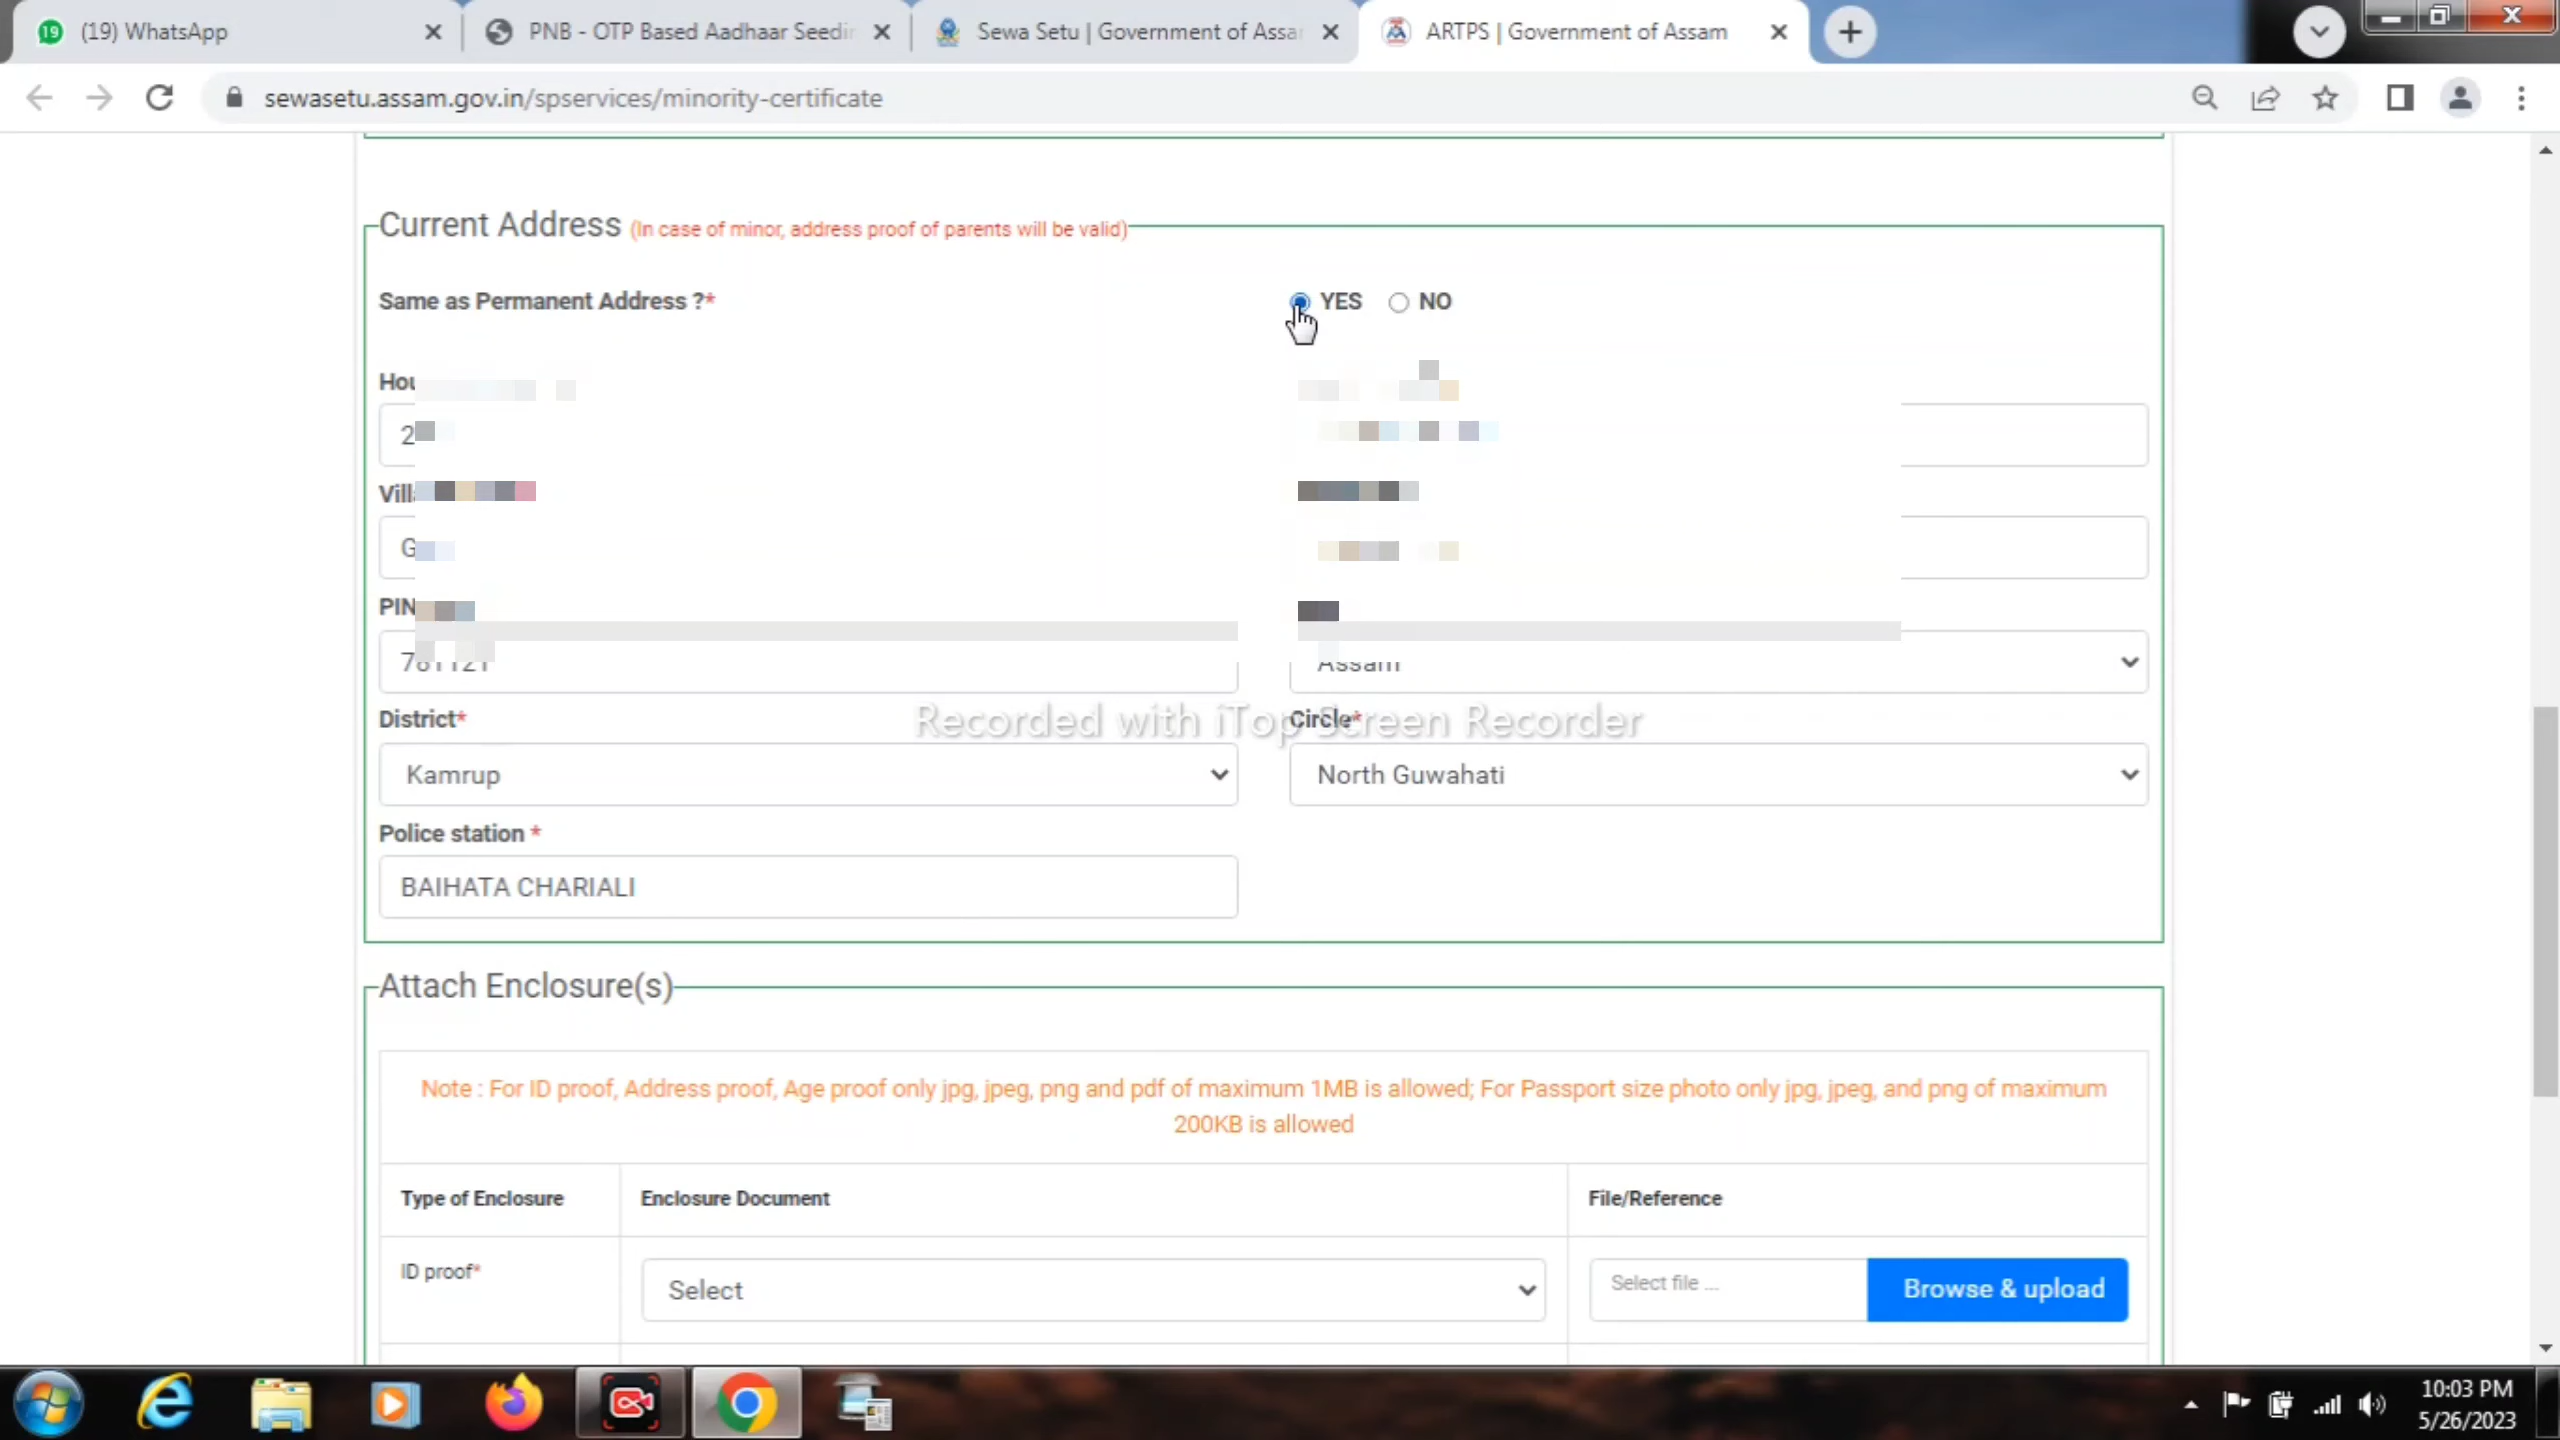 19 (19) WhatsApp
PNB - OTP Based Aadhaar Seedin
Sewa Setu | Government of Assa
ARTPS | Government of Assam
sewasetu.assam.gov.in/spservices/minority-certificate
Current Address (In case of minor, address proof of parents will be valid)
Same as Permanent Address ?*
YES NO
2
G
PIN
781121
Assam
District*
Circle*
Recorded with iTop Screen Recorder
Kamrup
North Guwahati
Police station *
BAIHATA CHARIALI
Attach Enclosure(s)
Note : For ID proof, Address proof, Age proof only jpg, jpeg, png and pdf of maximum 1MB is allowed; For Passport size photo only jpg, jpeg, and png of maximum
200KB is allowed
Type of Enclosure
Enclosure Document
File/Reference
ID proof*
Select
Select file ...
Browse & upload
10:03 PM
5/26/2023